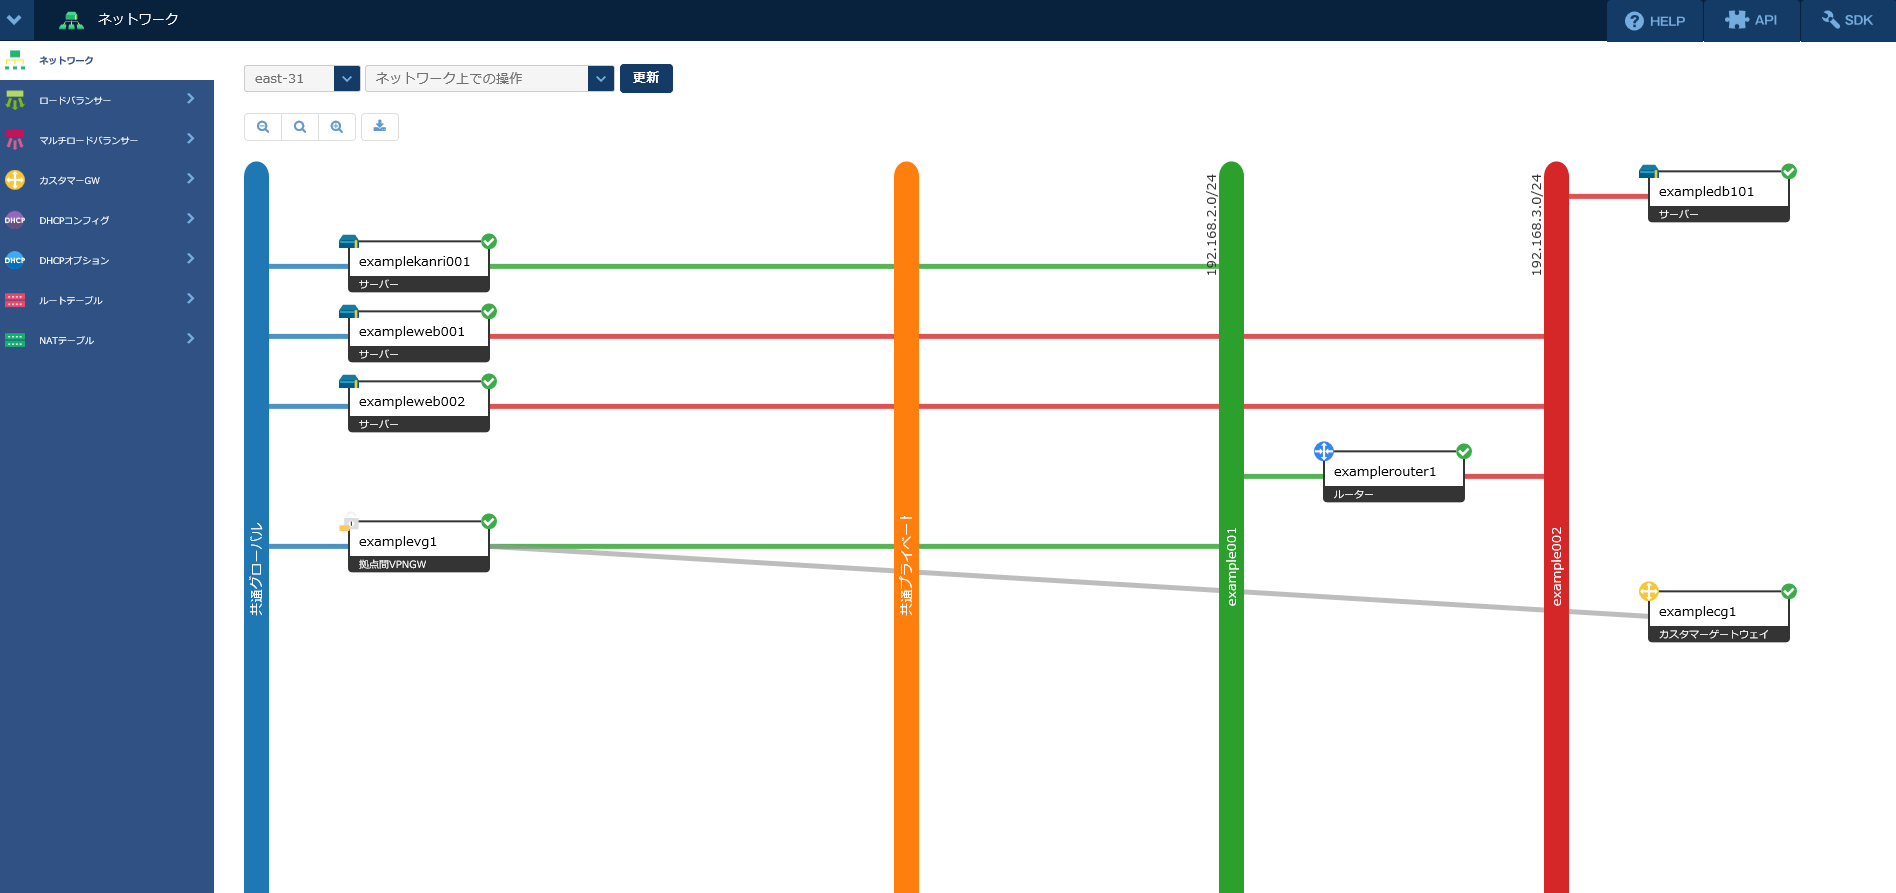 ネットワーク
HELP
API
SDK
ネットワーク
ロードバランサー
マルチロードバランサー
カスタマーGW
DHCP
DHCPコンフィグ
DHCP
DHCPオプション
ルートテーブル
NATテーブル
east-31
ネットワーク上での操作
更新
共通グローバル
共通プライベート
192.168.2.0/24
example001
192.168.3.0/24
example002
exampledb101
サーバー
examplekanri001
サーバー
exampleweb001
サーバー
exampleweb002
サーバー
examplerouter1
ルーター
examplevg1
拠点間VPNGW
examplecg1
カスタマーゲートウェイ